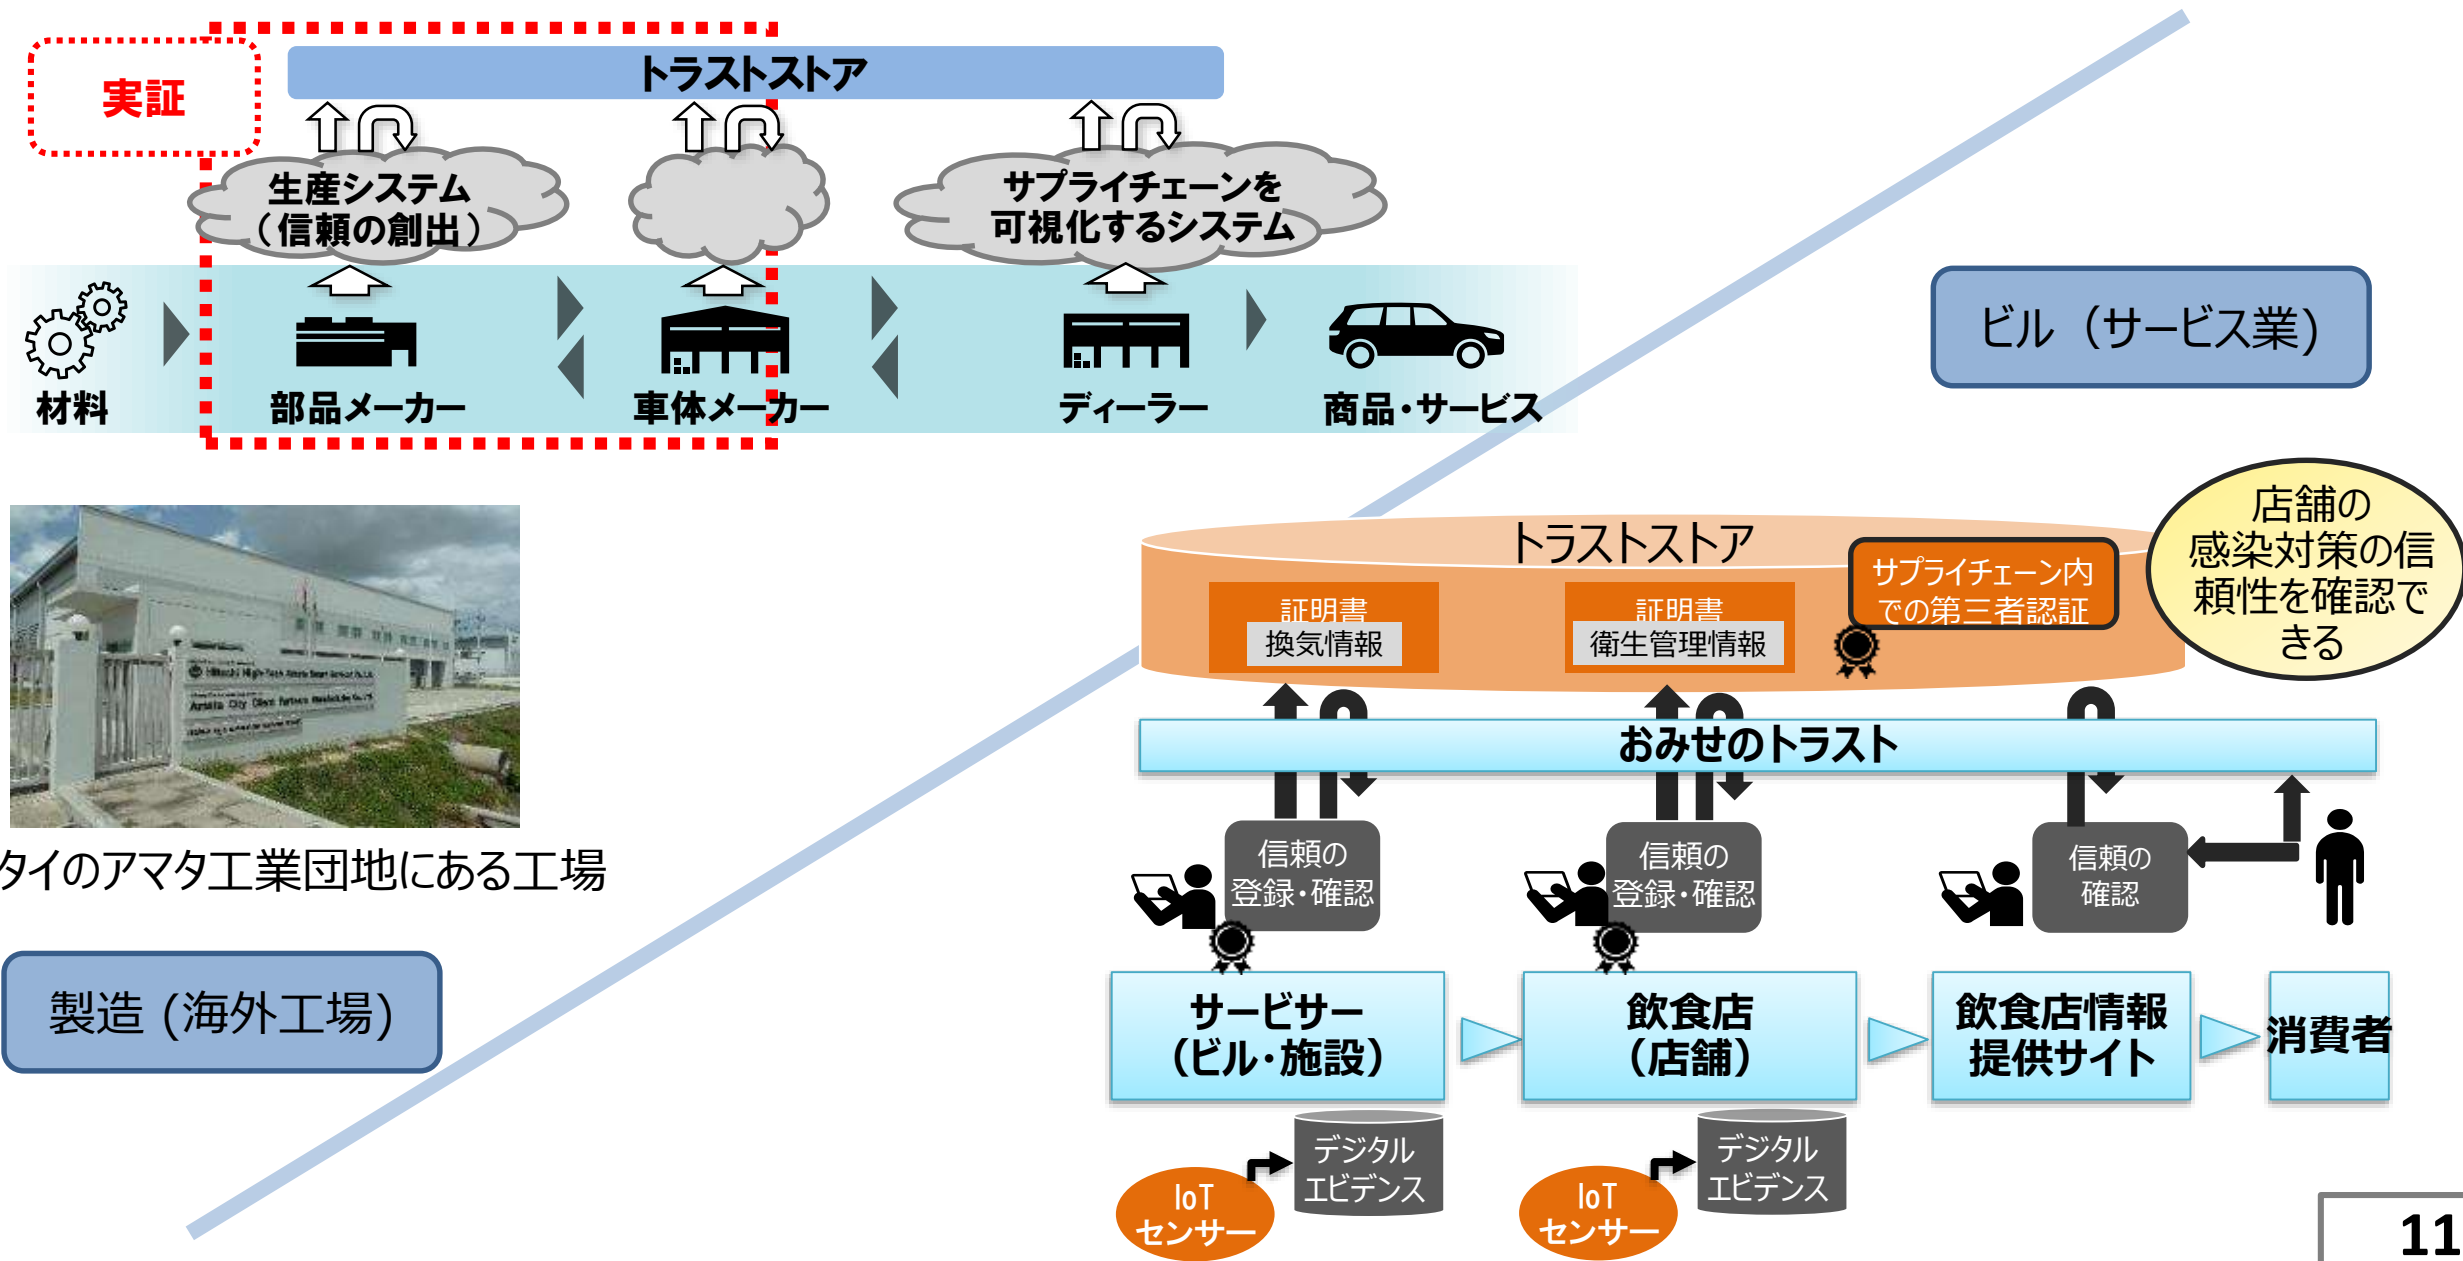 実証
トラストストア
生産システム
（信頼の創出）
サプライチェーンを
可視化するシステム
材料
部品メーカー
車体メーカー
ディーラー
商品・サービス
ビル（サービス業)
タイのアマタ工業団地にある工場
製造 (海外工場)
トラストストア
証明書
換気情報
証明書
衛生管理情報
サプライチェーン内
での第三者認証
店舗の
感染対策の信
頼性を確認で
きる
おみせのトラスト
信頼の
登録・確認
信頼の
登録・確認
信頼の
確認
サービサー
（ビル・施設）
飲食店
（店舗）
飲食店情報
提供サイト
消費者
IoT
センサー
デジタル
エビデンス
IoT
センサー
デジタル
エビデンス
11